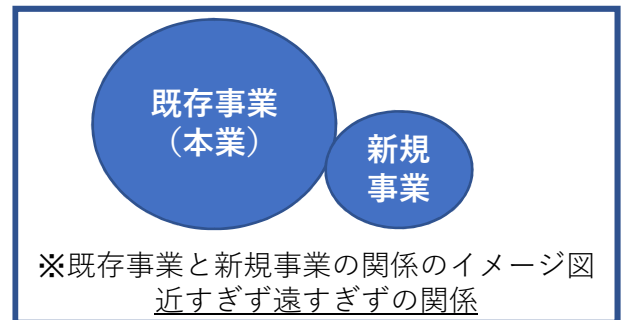 既存事業
（本業）
新規
事業
※既存事業と新規事業の関係のイメージ図
近すぎず遠すぎずの関係